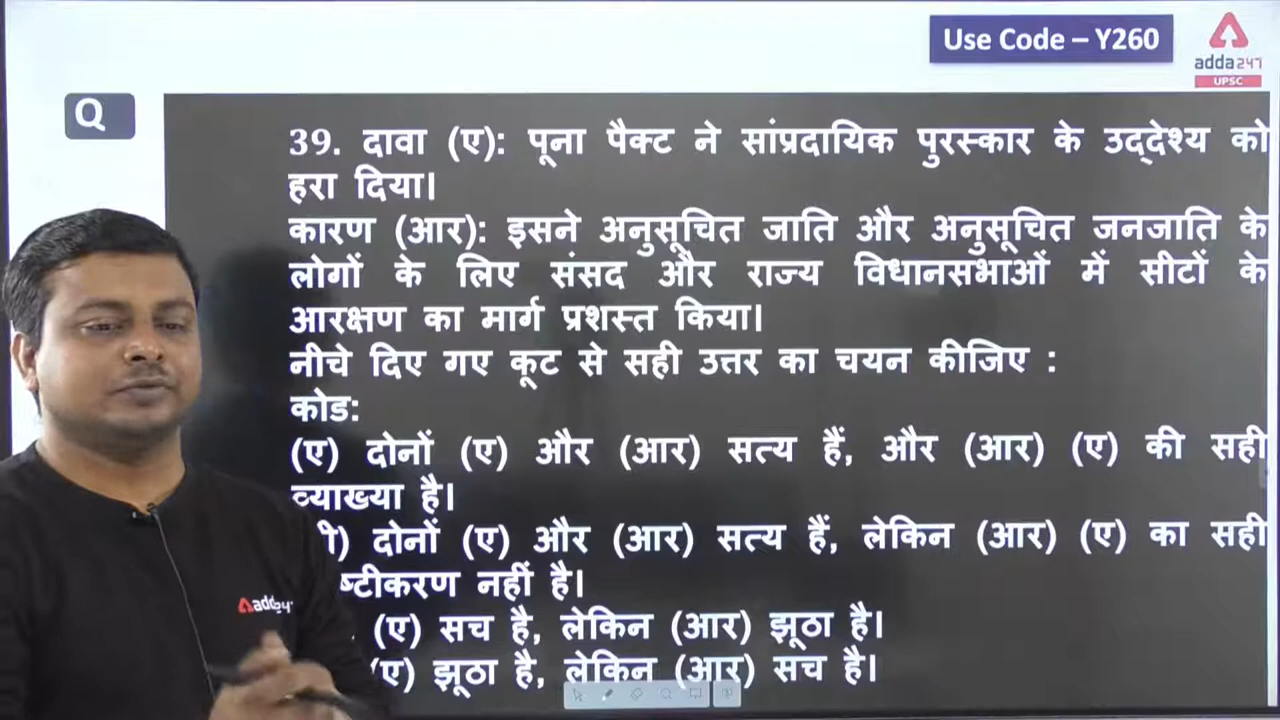 Use Code – Y260
adda247
UPSC
Q
39. दावा (ए): पूना पैक्ट ने सांप्रदायिक पुरस्कार के उद्देश्य को
हरा दिया।
कारण (आर): इसने अनुसूचित जाति और अनुसूचित जनजाति के
लोगों के लिए संसद और राज्य विधानसभाओं में सीटों के
आरक्षण का मार्ग प्रशस्त किया।
नीचे दिए गए कूट से सही उत्तर का चयन कीजिए :
कोड:
(ए) दोनों (ए) और (आर) सत्य हैं, और (आर) (ए) की सही
व्याख्या है।
दोनों (ए) और (आर) सत्य हैं, लेकिन (आर) (ए) का सही
नहीं है।
(ए) सच है, लेकिन (आर) झूठा है।
(ए) झूठा है, लेकिन (आर) सच है।